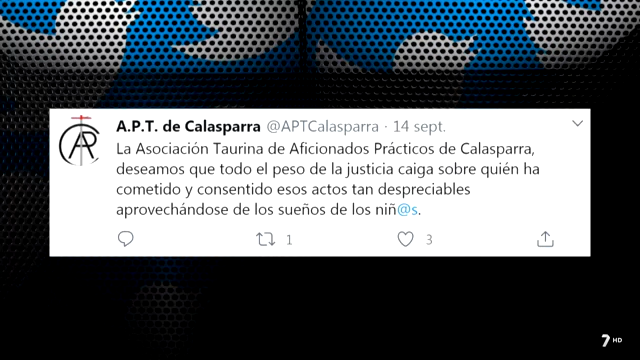 A.P.T. de Calasparra @APTCalasparra · 14 sept.
La Asociación Taurina de Aficionados Prácticos de Calasparra,
deseamos que todo el peso de la justicia caiga sobre quién ha
cometido y consentido esos actos tan despreciables
aprovechándose de los sueños de los niñ@s.
1 3
7 HD